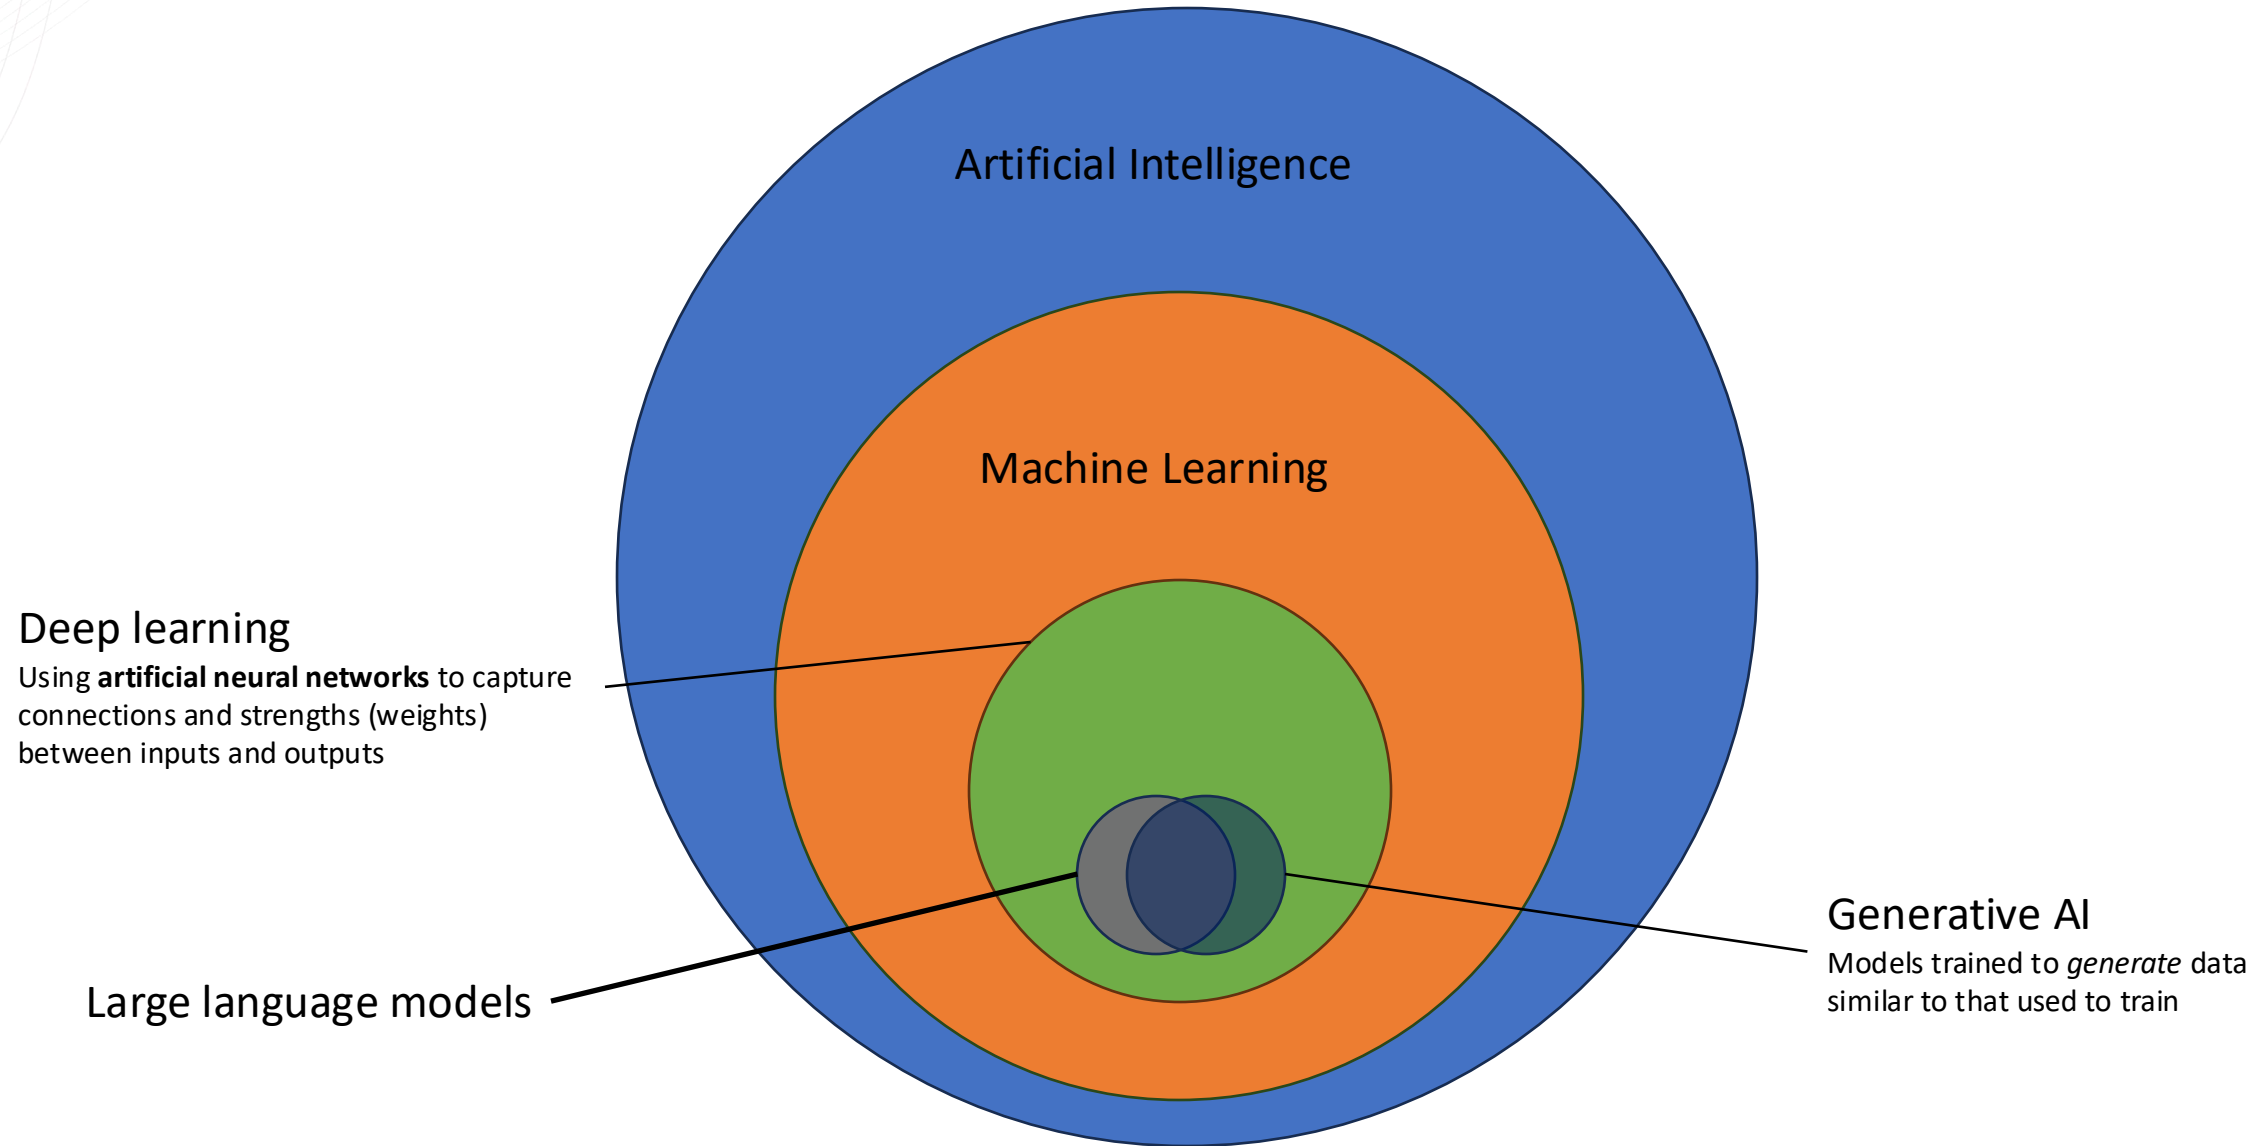 Artificial Intelligence
Machine Learning
Deep learning
Using artificial neural networks to capture
connections and strengths (weights)
between inputs and outputs
Large language models
Generative AI
Models trained to generate data
similar to that used to train